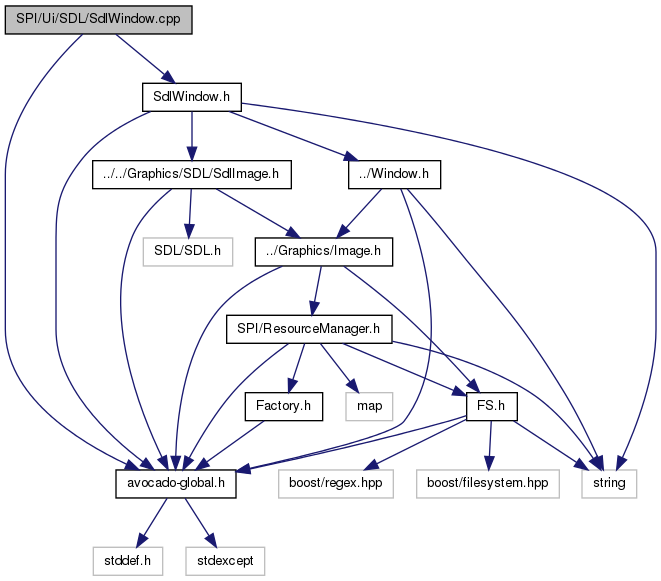 SPI/Ui/SDL/SdlWindow.cpp
SdlWindow.h
../../Graphics/SDL/SdlImage.h
../Window.h
SDL/SDL.h
../Graphics/Image.h
SPI/ResourceManager.h
Factory.h
map
FS.h
avocado-global.h
boost/regex.hpp
boost/filesystem.hpp
string
stddef.h
stdexcept